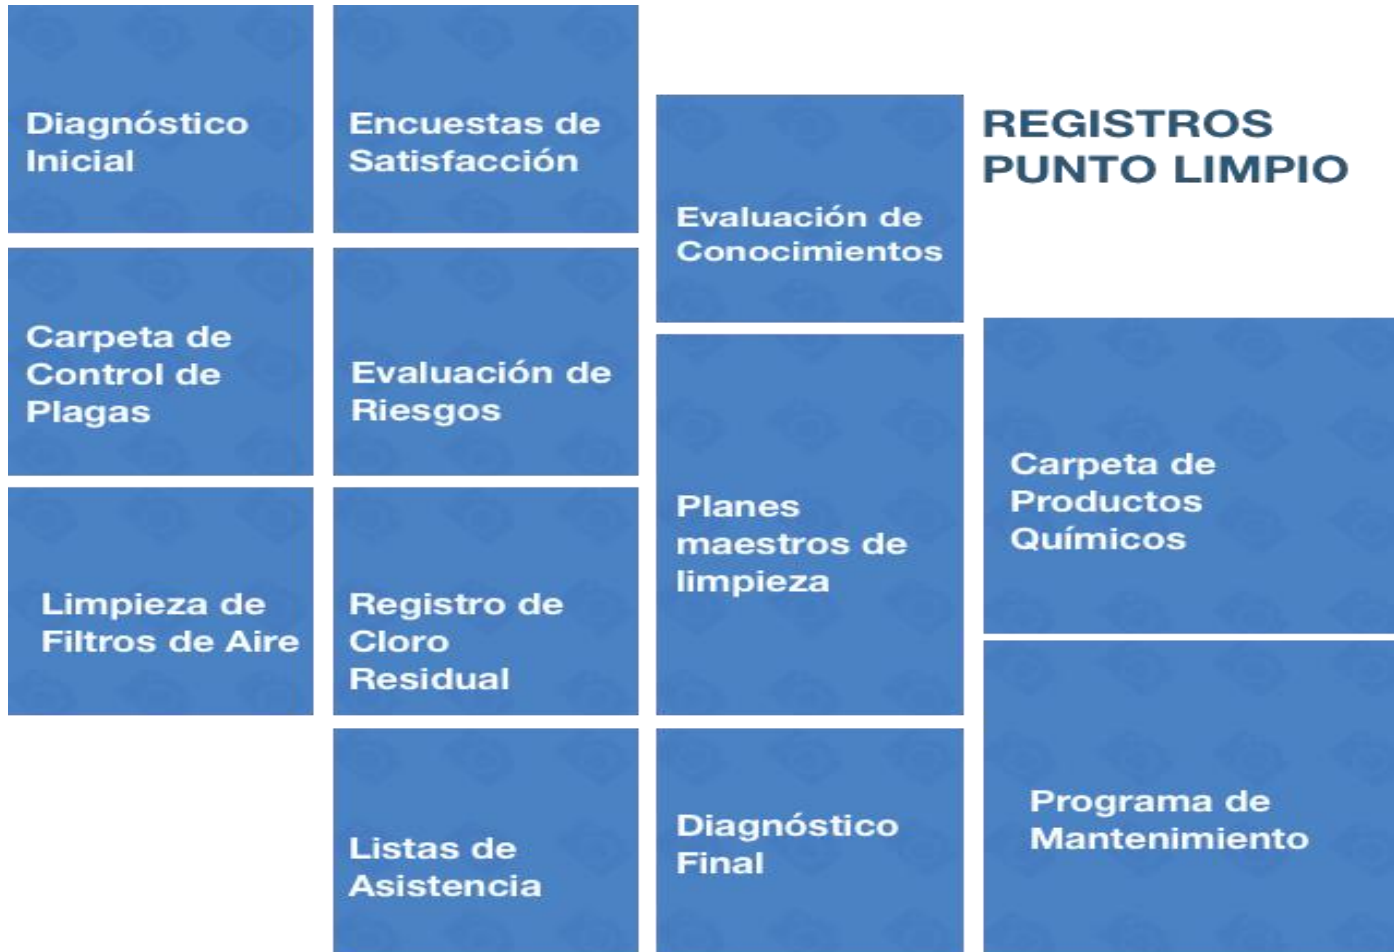 Diagnóstico
Inicial
Encuestas de
Satisfacción
Evaluación de
Conocimientos
REGISTROS
PUNTO LIMPIO
Carpeta de
Control de
Plagas
Evaluación de
Riesgos
Planes
maestros de
limpieza
Carpeta de
Productos
Químicos
Limpieza de
Filtros de Aire
Registro de
Cloro
Residual
Listas de
Asistencia
Diagnóstico
Final
Programa de
Mantenimiento